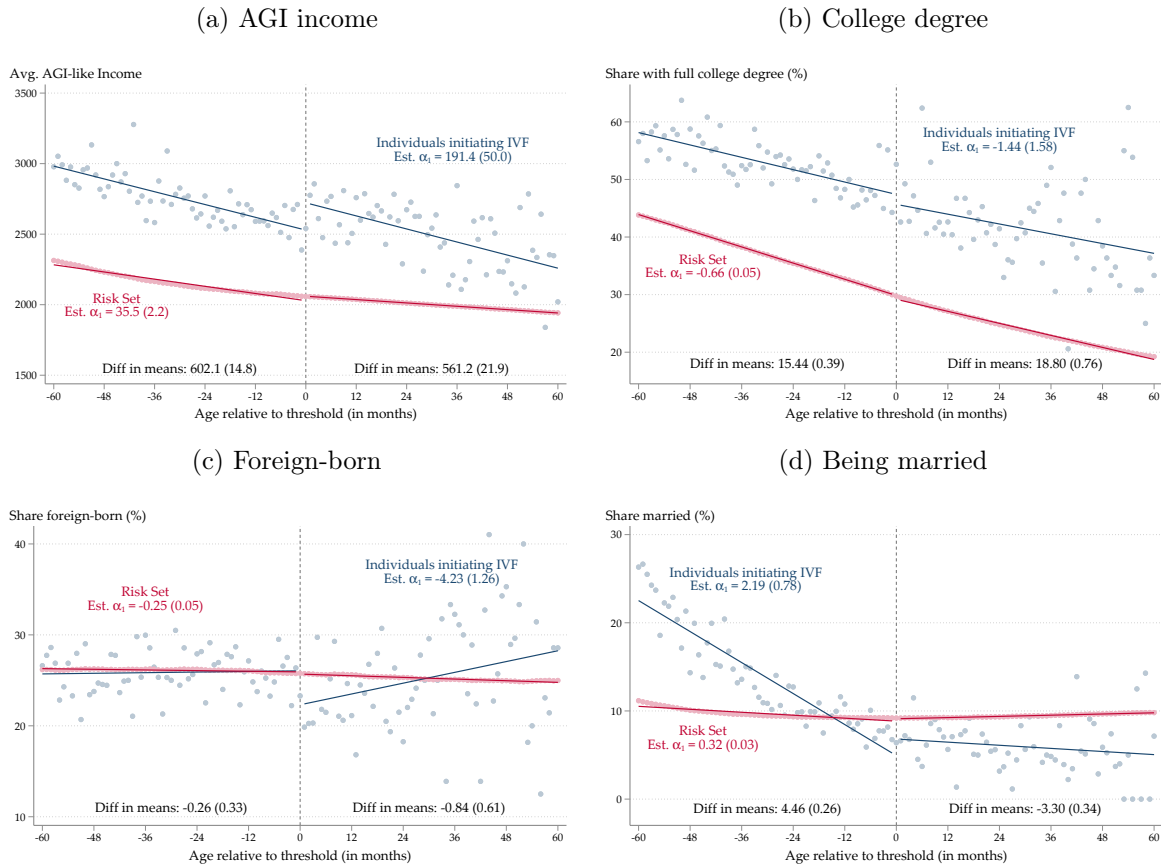 (a) AGI income
Avg. AGI-like Income
3500
3000
2500
2000
1500
Individuals initiating IVF
Est. α₁ = 191.4 (50.0)
Risk Set
Est. α₁ = 35.5 (2.2)
Diff in means: 602.1 (14.8)
Diff in means: 561.2 (21.9)
-60 -48 -36 -24 -12 0 12 24 36 48 60
Age relative to threshold (in months)
(b) College degree
Share with full college degree (%)
60
50
40
30
20
Individuals initiating IVF
Est. α₁ = -1.44 (1.58)
Risk Set
Est. α₁ = -0.66 (0.05)
Diff in means: 15.44 (0.39)
Diff in means: 18.80 (0.76)
-60 -48 -36 -24 -12 0 12 24 36 48 60
Age relative to threshold (in months)
(c) Foreign-born
Share foreign-born (%)
40
30
20
10
Individuals initiating IVF
Est. α₁ = -4.23 (1.26)
Risk Set
Est. α₁ = -0.25 (0.05)
Diff in means: -0.26 (0.33)
Diff in means: -0.84 (0.61)
-60 -48 -36 -24 -12 0 12 24 36 48 60
Age relative to threshold (in months)
(d) Being married
Share married (%)
30
20
10
0
Individuals initiating IVF
Est. α₁ = 2.19 (0.78)
Risk Set
Est. α₁ = 0.32 (0.03)
Diff in means: 4.46 (0.26)
Diff in means: -3.30 (0.34)
-60 -48 -36 -24 -12 0 12 24 36 48 60
Age relative to threshold (in months)